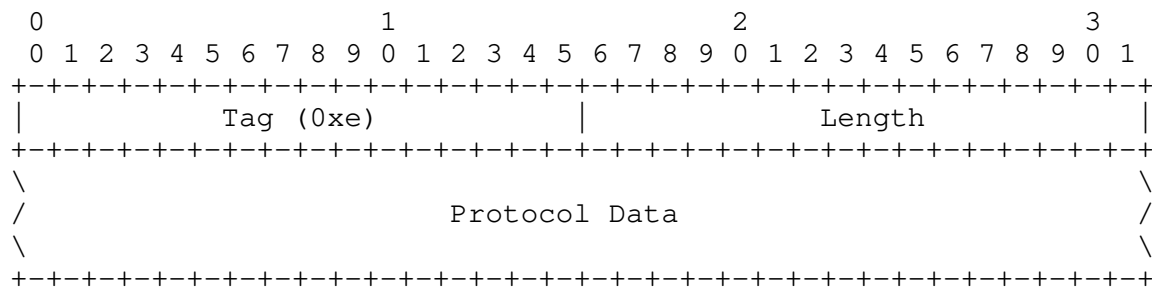 0                   1                   2                   3
 0 1 2 3 4 5 6 7 8 9 0 1 2 3 4 5 6 7 8 9 0 1 2 3 4 5 6 7 8 9 0 1
+-+-+-+-+-+-+-+-+-+-+-+-+-+-+-+-+-+-+-+-+-+-+-+-+-+-+-+-+-+-+-+-+
|           Tag (0xe)           |             Length            |
+-+-+-+-+-+-+-+-+-+-+-+-+-+-+-+-+-+-+-+-+-+-+-+-+-+-+-+-+-+-+-+-+
\                                                               \
/                        Protocol Data                          /
\                                                               \
+-+-+-+-+-+-+-+-+-+-+-+-+-+-+-+-+-+-+-+-+-+-+-+-+-+-+-+-+-+-+-+-+